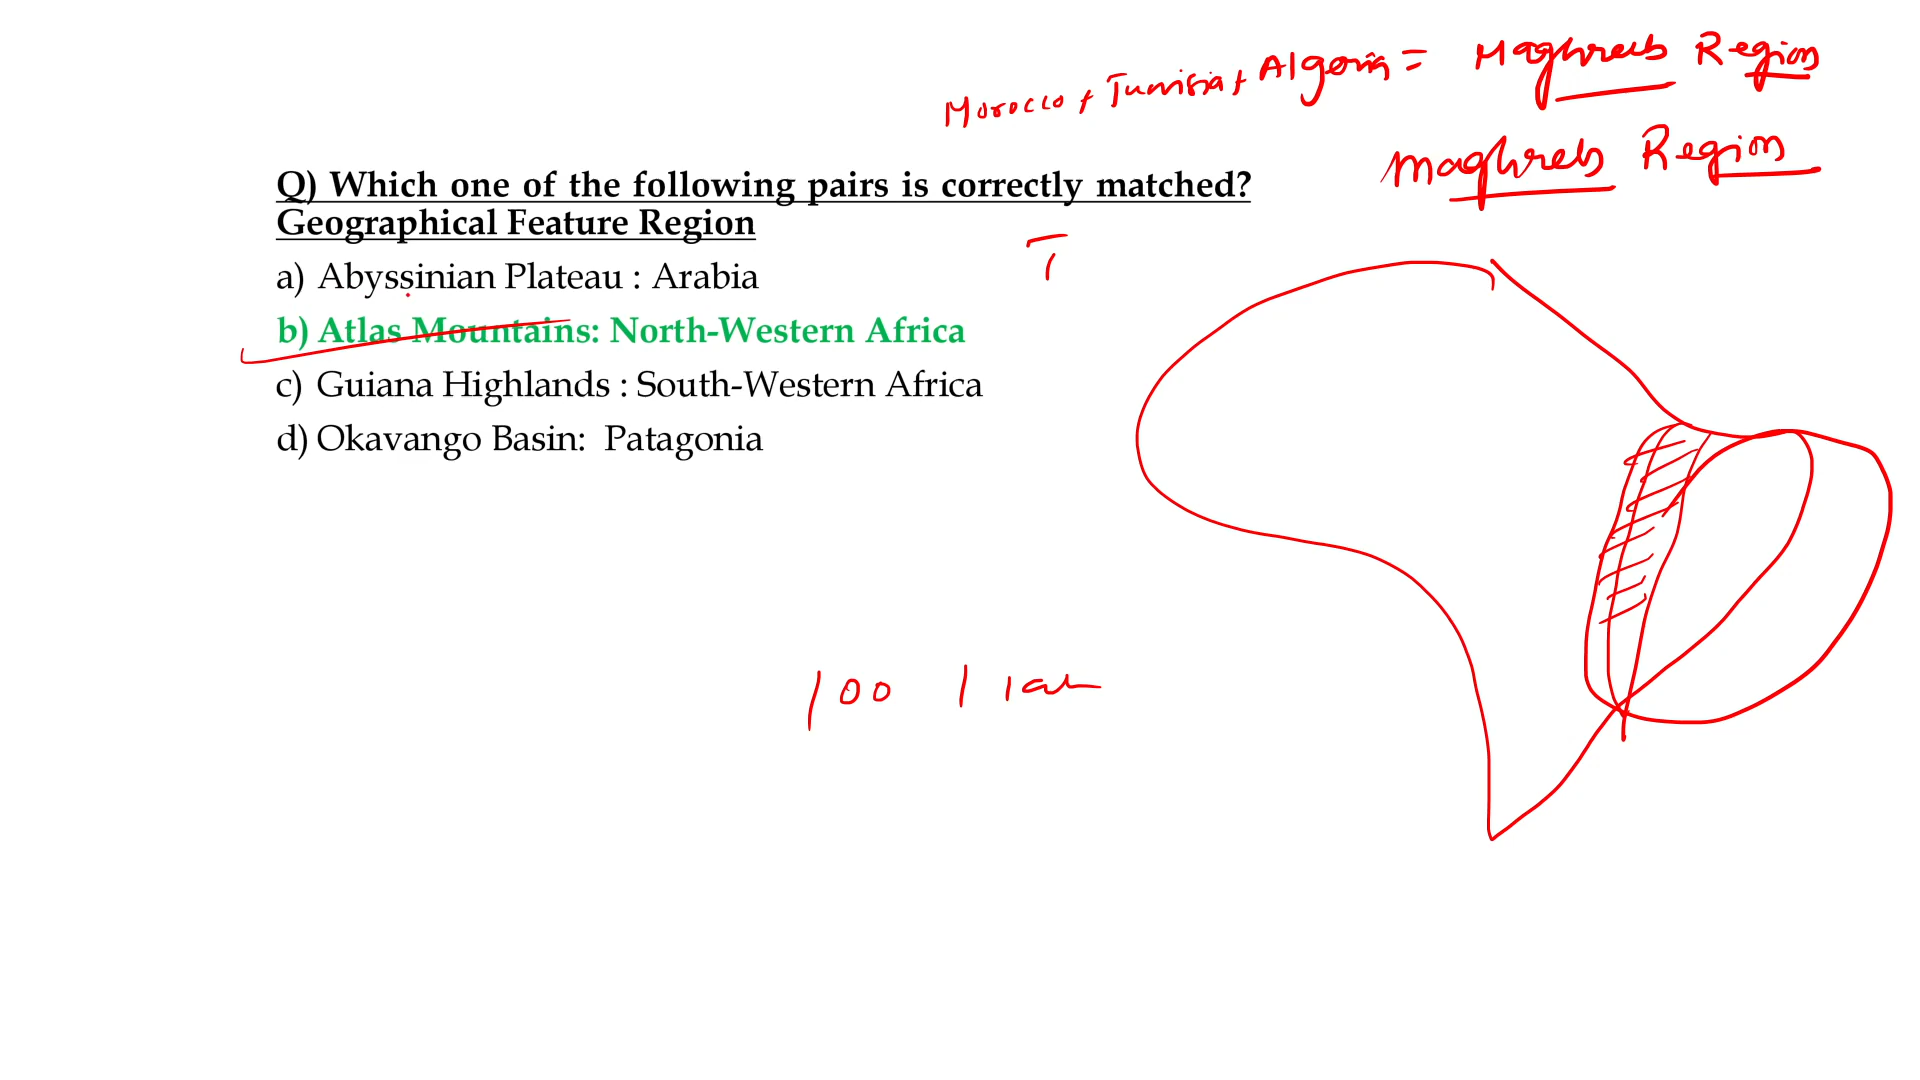 Morocco + Tunisia + Algeria = Maghreb Region
Maghreb Region
Q) Which one of the following pairs is correctly matched?
Geographical Feature Region
T
a) Abyssinian Plateau : Arabia
b) Atlas Mountains: North-Western Africa
c) Guiana Highlands : South-Western Africa
d) Okavango Basin: Patagonia
100 1